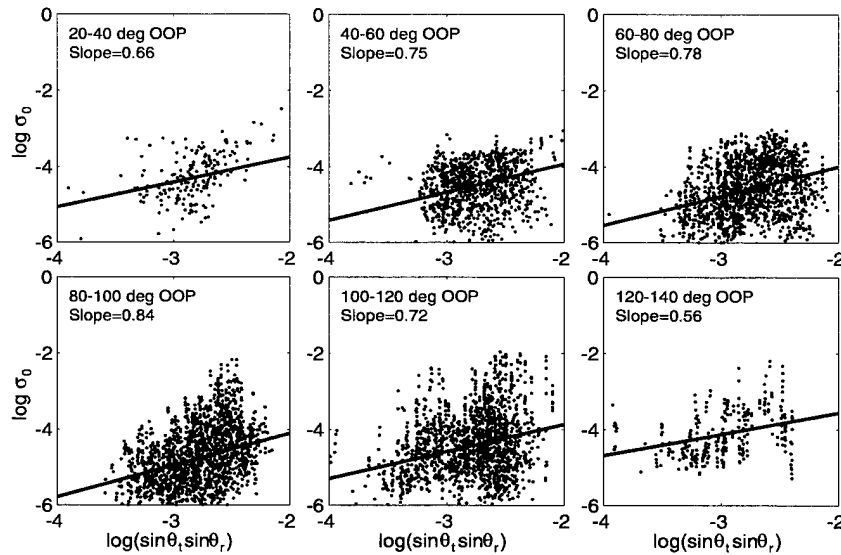 20-40 deg OOP
Slope=0.66
40-60 deg OOP
Slope=0.75
60-80 deg OOP
Slope=0.78
0
-2
-4
-6
log σ₀
-4 -3 -2
0
-2
-4
-6
-4 -3 -2
0
-2
-4
-6
-4 -3 -2
80-100 deg OOP
Slope=0.84
100-120 deg OOP
Slope=0.72
120-140 deg OOP
Slope=0.56
0
-2
-4
-6
log σ₀
-4 -3 -2
log(sinθₜsinθᵣ)
0
-2
-4
-6
-4 -3 -2
log(sinθₜsinθᵣ)
0
-2
-4
-6
-4 -3 -2
log(sinθₜsinθᵣ)